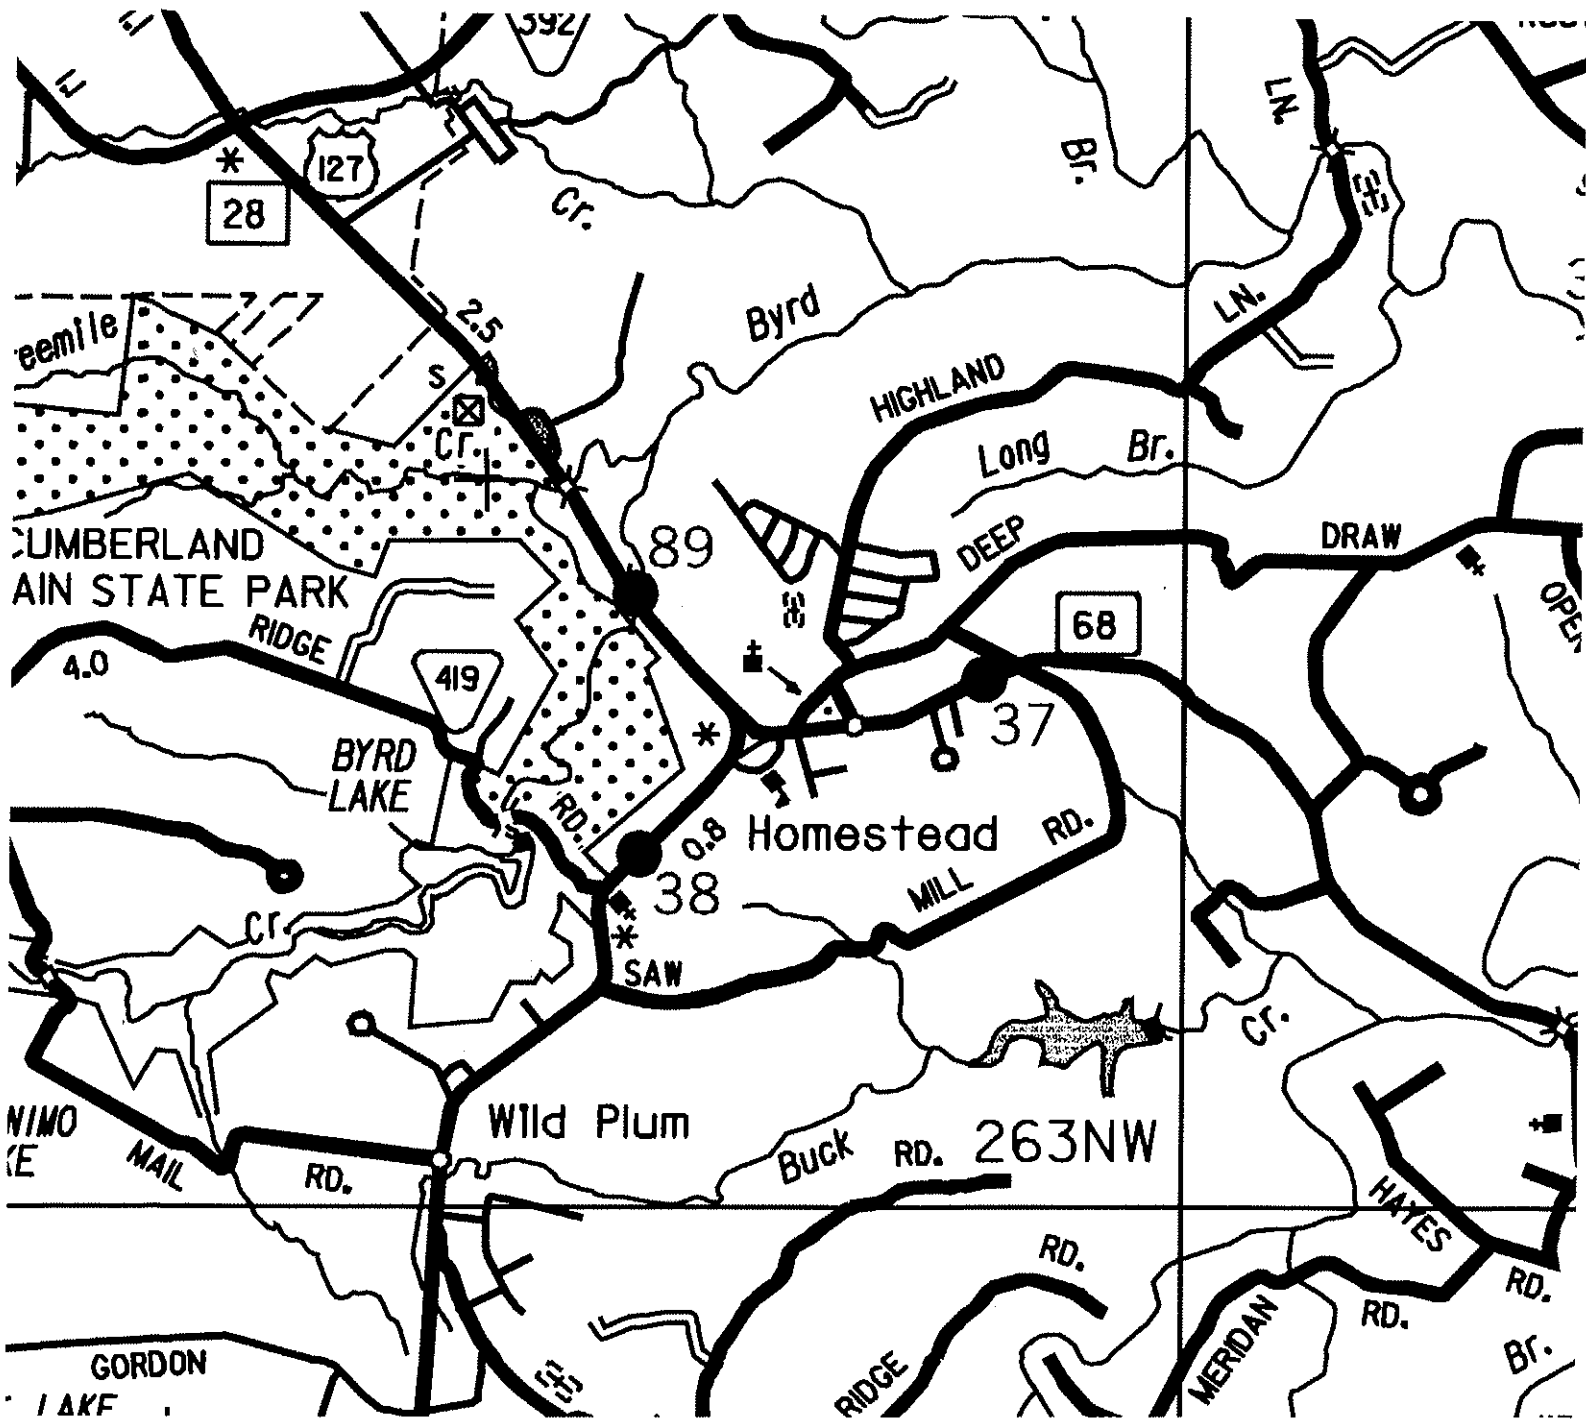 392
LN.
127
28
Cr.
Br.
2.5
Byrd
LN.
eemile
S
HIGHLAND
Cr.
Long Br.
CUMBERLAND
AIN STATE PARK
89
DEEP
DRAW
RIDGE
OPEN
68
4.0
419
37
BYRD
LAKE
RD.
0.8
Homestead
RD.
38
MILL
Cr.
SAW
Cr.
NIMO
KE
Wild Plum
MAIL
RD.
Buck
RD.
263NW
HAYES
RD.
RD.
RD.
GORDON
LAKE
RIDGE
MERIDAN
Br.